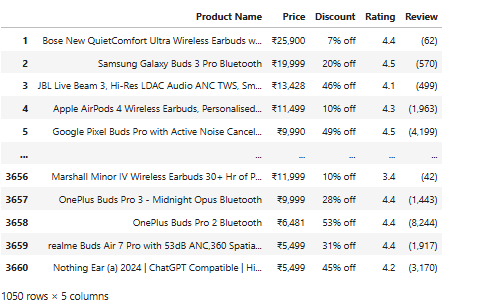 Product Name Price Discount Rating Review
1 Bose New QuietComfort Ultra Wireless Earbuds w... ₹25,900 7% off 4.4 (62)
2 Samsung Galaxy Buds 3 Pro Bluetooth ₹19,999 20% off 4.5 (570)
3 JBL Live Beam 3, Hi-Res LDAC Audio ANC TWS, Sm... ₹13,428 46% off 4.1 (499)
4 Apple AirPods 4 Wireless Earbuds, Personalised... ₹11,499 10% off 4.3 (1,963)
5 Google Pixel Buds Pro with Active Noise Cancel... ₹9,990 49% off 4.5 (4,199)
... ... ... ... ... ...
3656 Marshall Minor IV Wireless Earbuds 30+ Hr of P... ₹11,999 10% off 3.4 (42)
3657 OnePlus Buds Pro 3 - Midnight Opus Bluetooth ₹9,999 28% off 4.4 (1,443)
3658 OnePlus Buds Pro 2 Bluetooth ₹6,481 53% off 4.4 (8,244)
3659 realme Buds Air 7 Pro with 53dB ANC,360 Spatia... ₹5,499 31% off 4.4 (1,917)
3660 Nothing Ear (a) 2024 | ChatGPT Compatible | Hi... ₹5,499 45% off 4.2 (3,170)
1050 rows × 5 columns